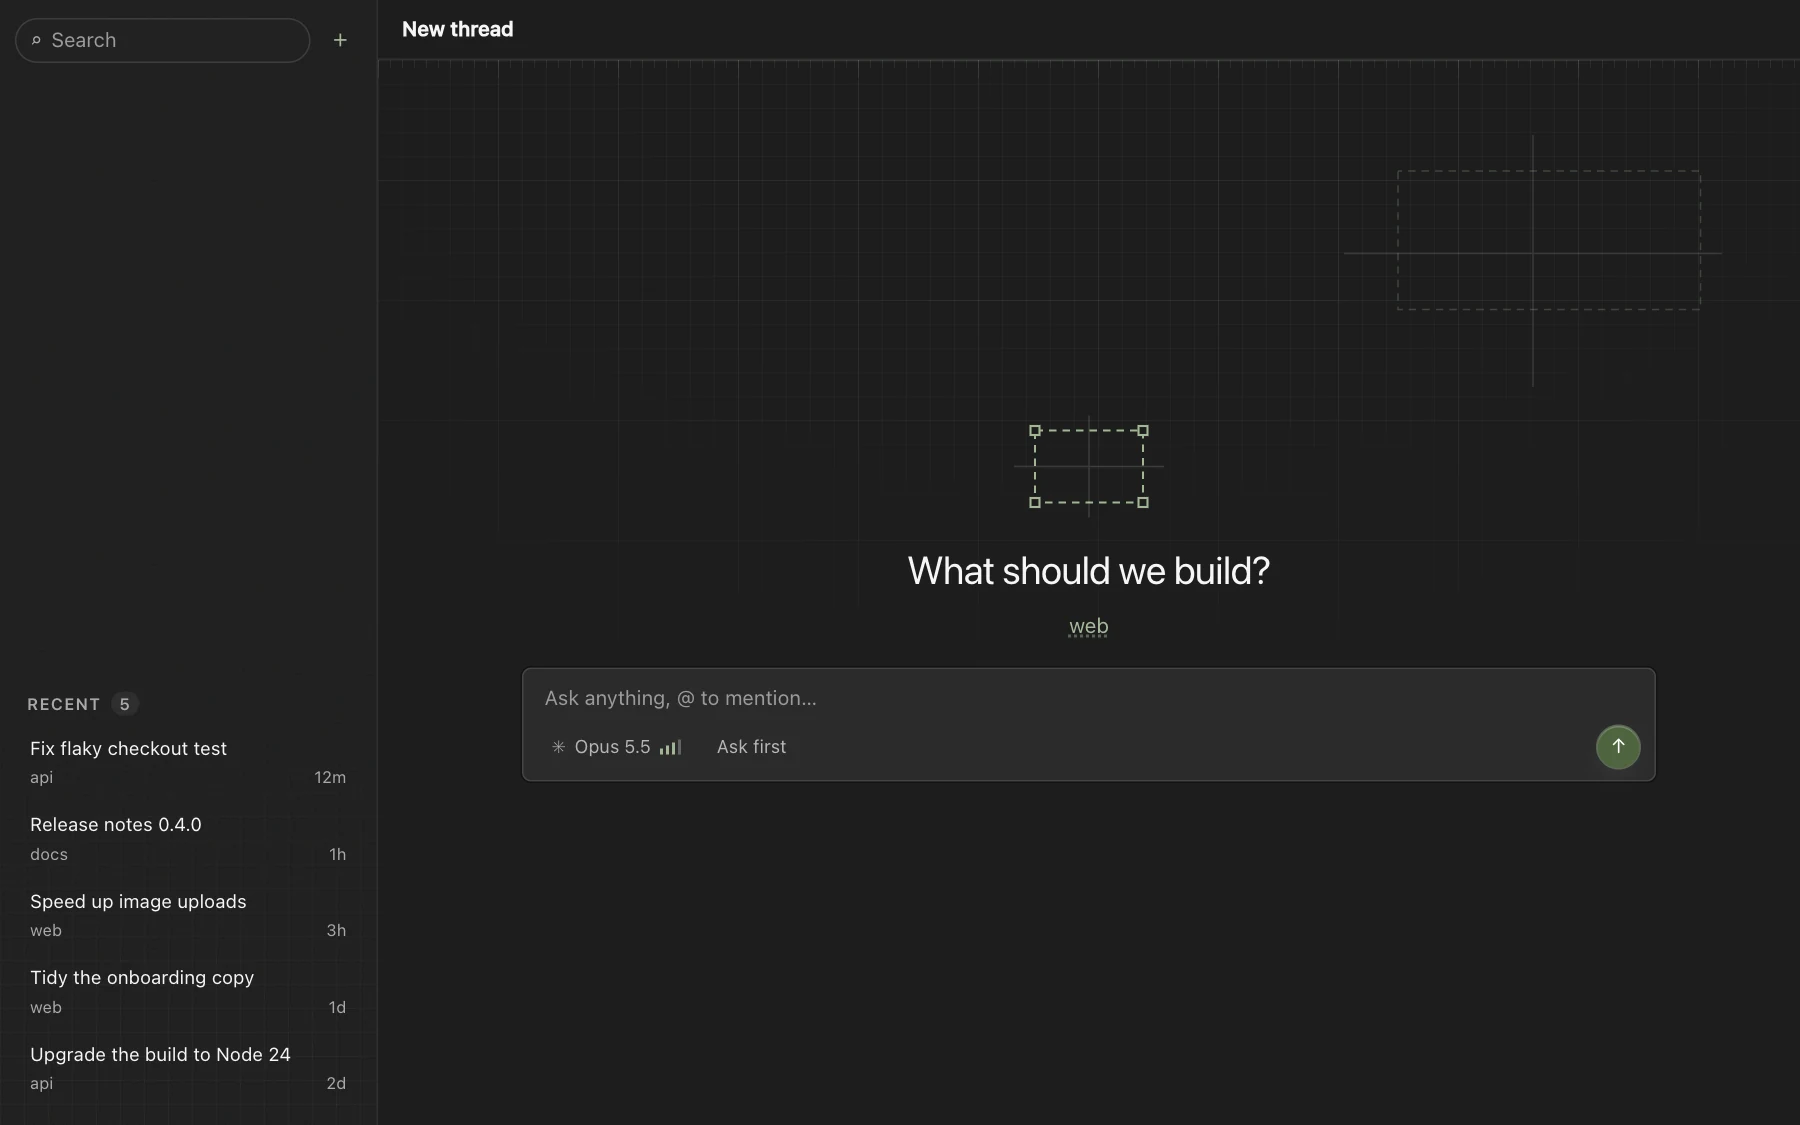 Search
New thread
What should we build?
web
Ask anything, @ to mention...
Opus 5.5
Ask first
RECENT 5
Fix flaky checkout test
api 12m
Release notes 0.4.0
docs 1h
Speed up image uploads
web 3h
Tidy the onboarding copy
web 1d
Upgrade the build to Node 24
api 2d